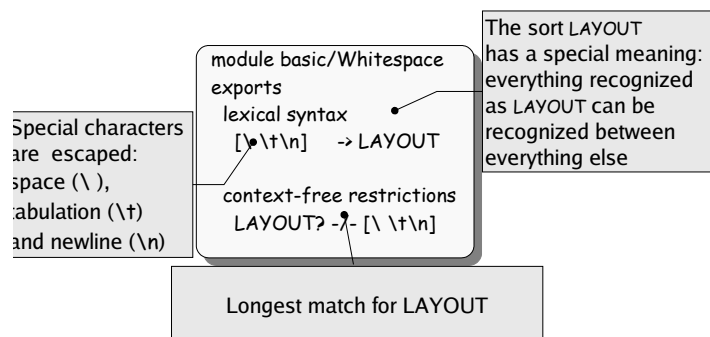 module basic/Whitespace
exports
lexical syntax
[\ \t\n] -> LAYOUT
context-free restrictions
LAYOUT? -/- [\ \t\n]
The sort LAYOUT
has a special meaning:
everything recognized
as LAYOUT can be
recognized between
everything else
Special characters
are escaped:
space (\ ),
tabulation (\t)
and newline (\n)
Longest match for LAYOUT